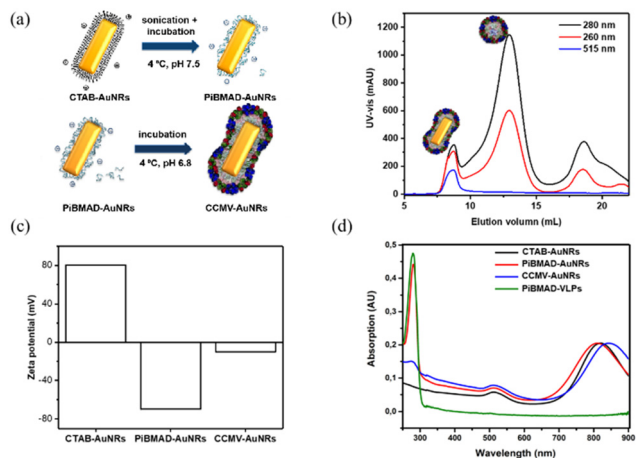 (a)
sonication +
incubation
4 ºC, pH 7.5
CTAB-AuNRs
PiBMAD-AuNRs
incubation
4 ºC, pH 6.8
PiBMAD-AuNRs
CCMV-AuNRs
(b)
280 nm
260 nm
515 nm
UV-vis (mAU)
1200
1000
800
600
400
200
0
5
10
15
20
Elution volumn (mL)
(c)
Zeta potential (mV)
80
40
0
-40
-80
CTAB-AuNRs
PiBMAD-AuNRs
CCMV-AuNRs
(d)
CTAB-AuNRs
PiBMAD-AuNRs
CCMV-AuNRs
PiBMAD-VLPs
Absorption (AU)
0,5
0,4
0,3
0,2
0,1
0,0
300
400
500
600
700
800
900
Wavelength (nm)